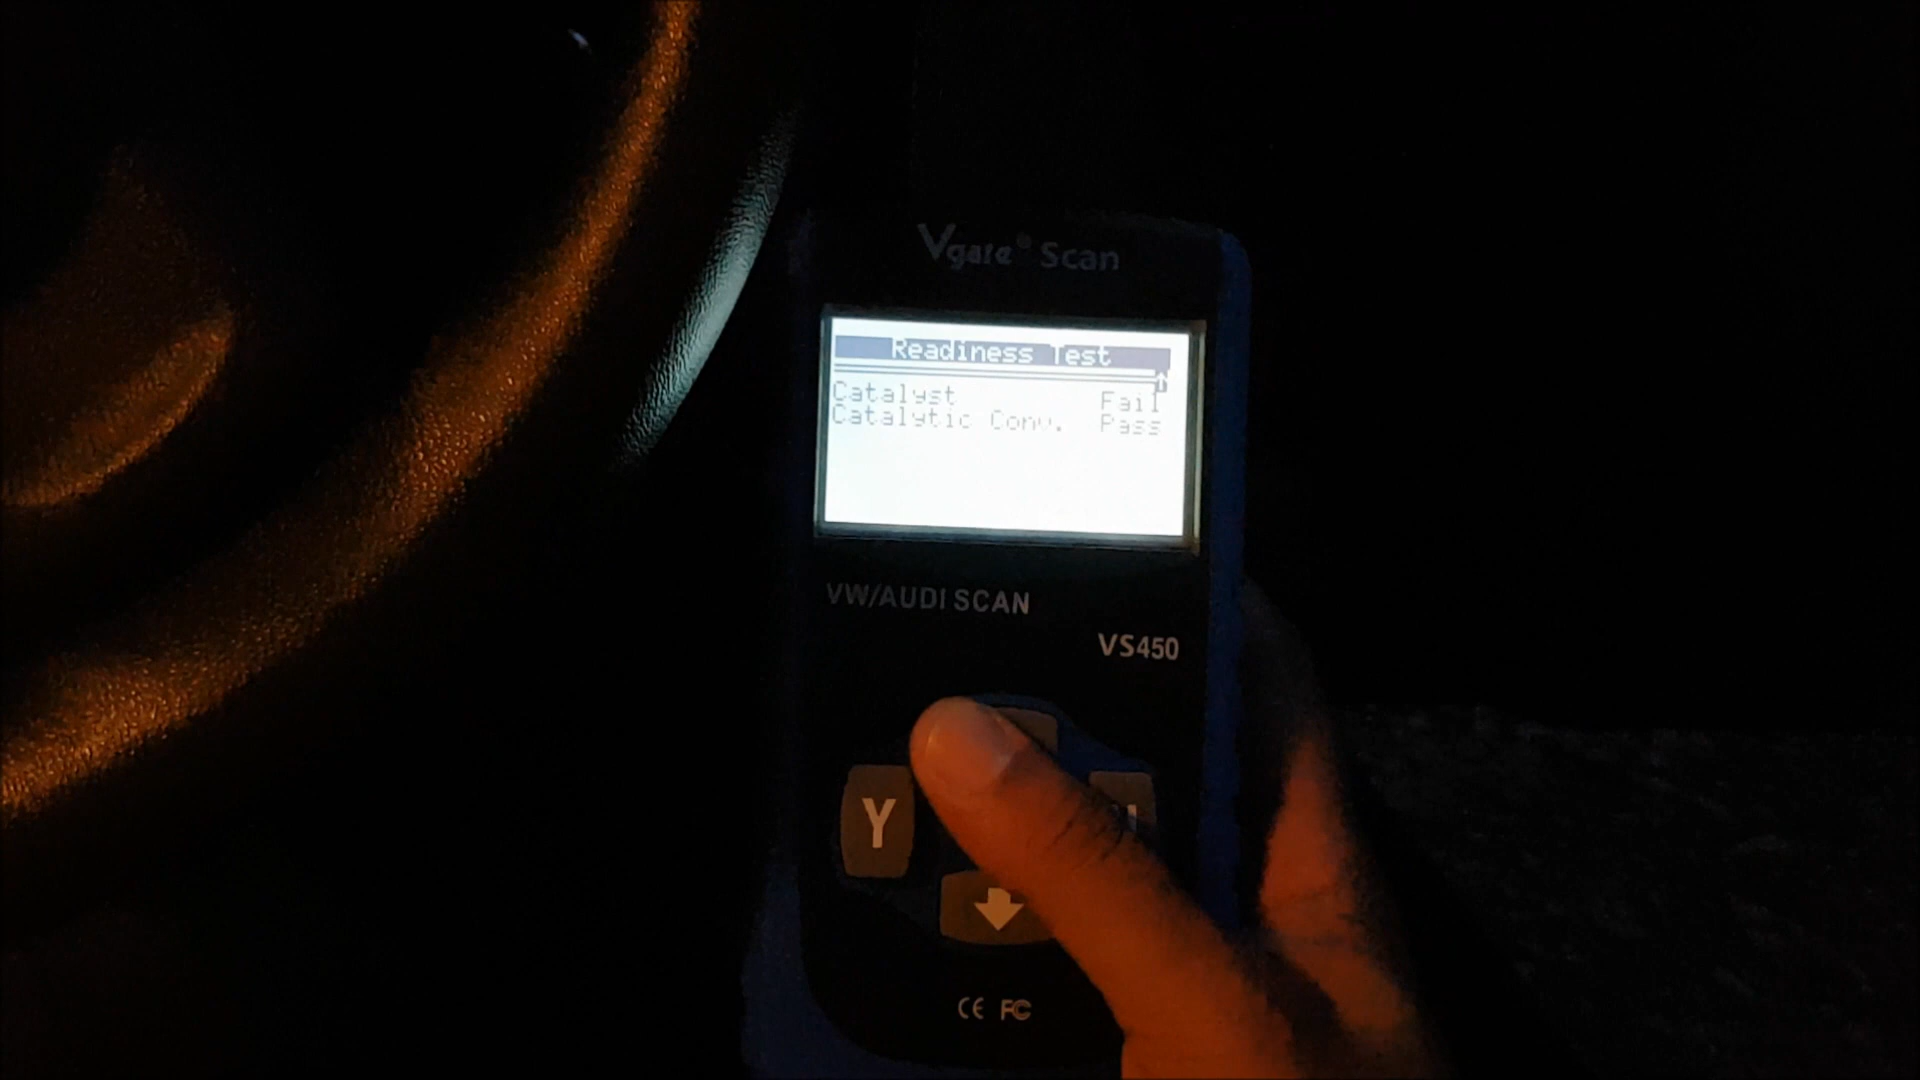 Vgate® Scan
Readiness Test
Catalyst Fail
Catalytic Conv. Pass
VW/AUDI SCAN
VS450
Y
CE FC